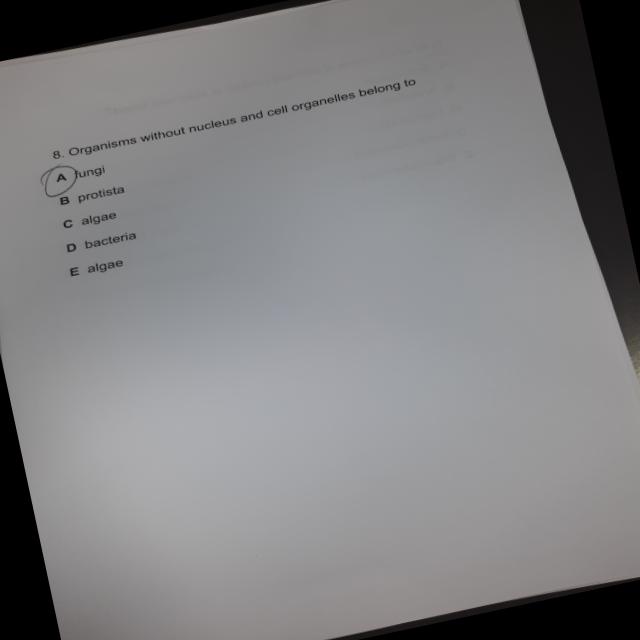 8. Organisms without nucleus and cell organelles belong to
A fungi
B protista
C algae
D bacteria
E algae